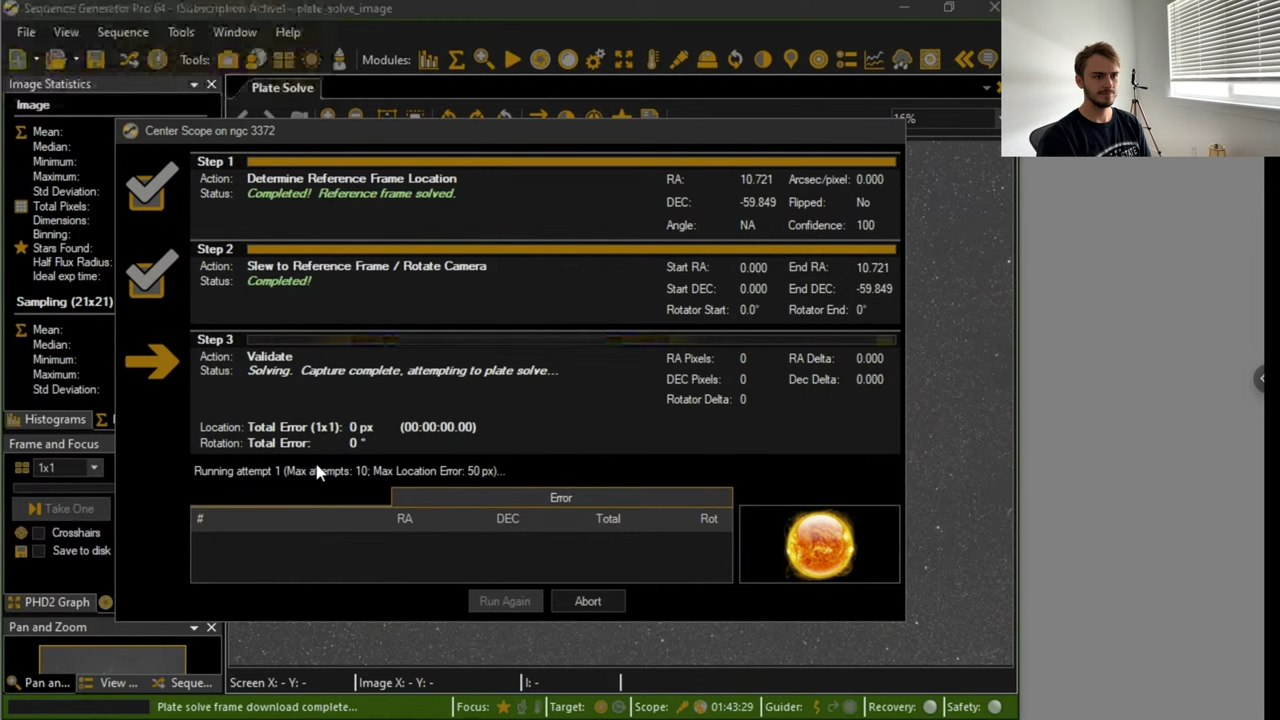 Sequence Generator Pro 64 - (Subscription Active) - plate_solve_image
File View Sequence Tools Window Help
Tools: Modules:
Image Statistics
Plate Solve
Image
16%
Mean:
Median:
Minimum:
Maximum:
Std Deviation:
Total Pixels:
Dimensions:
Binning:
Stars Found:
Half Flux Radius:
Ideal exp time:
Sampling (21x21)
Mean:
Median:
Minimum:
Maximum:
Std Deviation:
Histograms
Frame and Focus
1x1
Take One
Crosshairs
Save to disk
PHD2 Graph
Pan and Zoom
Pan an... View ... Seque...
Center Scope on ngc 3372
Step 1
Action: Determine Reference Frame Location
Status: Completed! Reference frame solved.
RA: 10.721 Arcsec/pixel: 0.000
DEC: -59.849 Flipped: No
Angle: NA Confidence: 100
Step 2
Action: Slew to Reference Frame / Rotate Camera
Status: Completed!
Start RA: 0.000 End RA: 10.721
Start DEC: 0.000 End DEC: -59.849
Rotator Start: 0.0° Rotator End: 0°
Step 3
Action: Validate
Status: Solving. Capture complete, attempting to plate solve...
RA Pixels: 0 RA Delta: 0.000
DEC Pixels: 0 Dec Delta: 0.000
Rotator Delta: 0
Location: Total Error (1x1): 0 px (00:00:00.00)
Rotation: Total Error: 0 °
Running attempt 1 (Max attempts: 10; Max Location Error: 50 px)...
Error
# RA DEC Total Rot
Run Again Abort
Screen X: - Y: - Image X: - Y: - I: -
Plate solve frame download complete... Focus: Target: Scope: 01:43:29 Guider: Recovery: Safety: